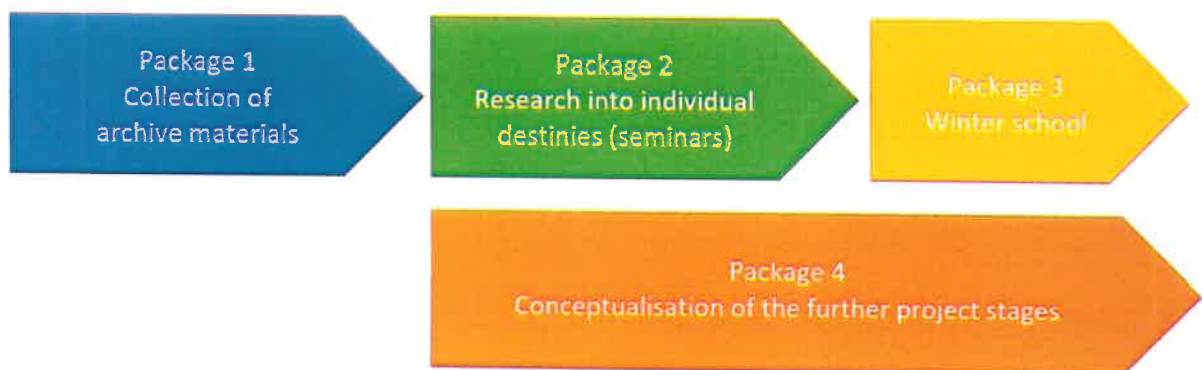 Package 1
Collection of
archive materials
Package 2
Research into individual
destinies (seminars)
Package 3
Winter school
Package 4
Conceptualisation of the further project stages